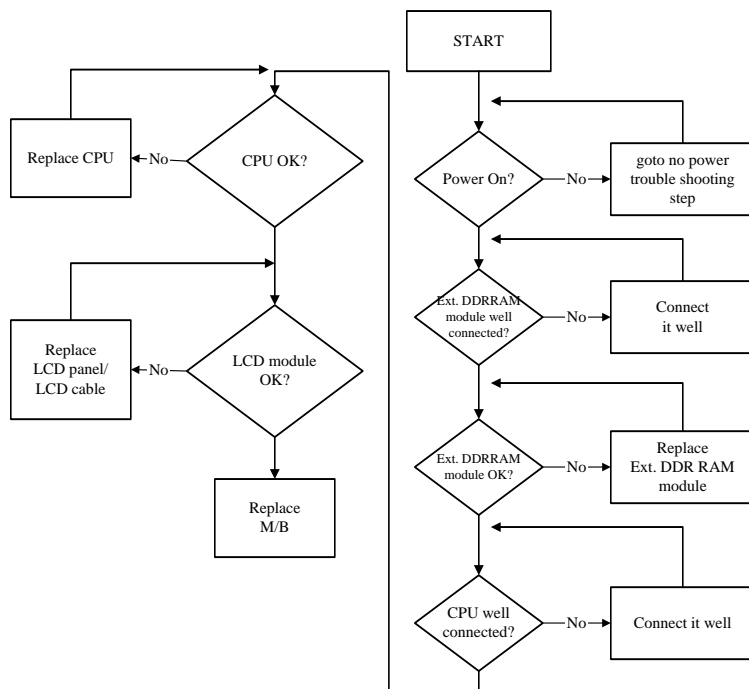 START
Power On?
No
goto no power
trouble shooting
step
Ext. DDRRAM
module well
connected?
No
Connect
it well
Ext. DDRRAM
module OK?
No
Replace
Ext. DDR RAM
module
CPU well
connected?
No
Connect it well
CPU OK?
No
Replace CPU
LCD module
OK?
No
Replace
LCD panel/
LCD cable
Replace
M/B